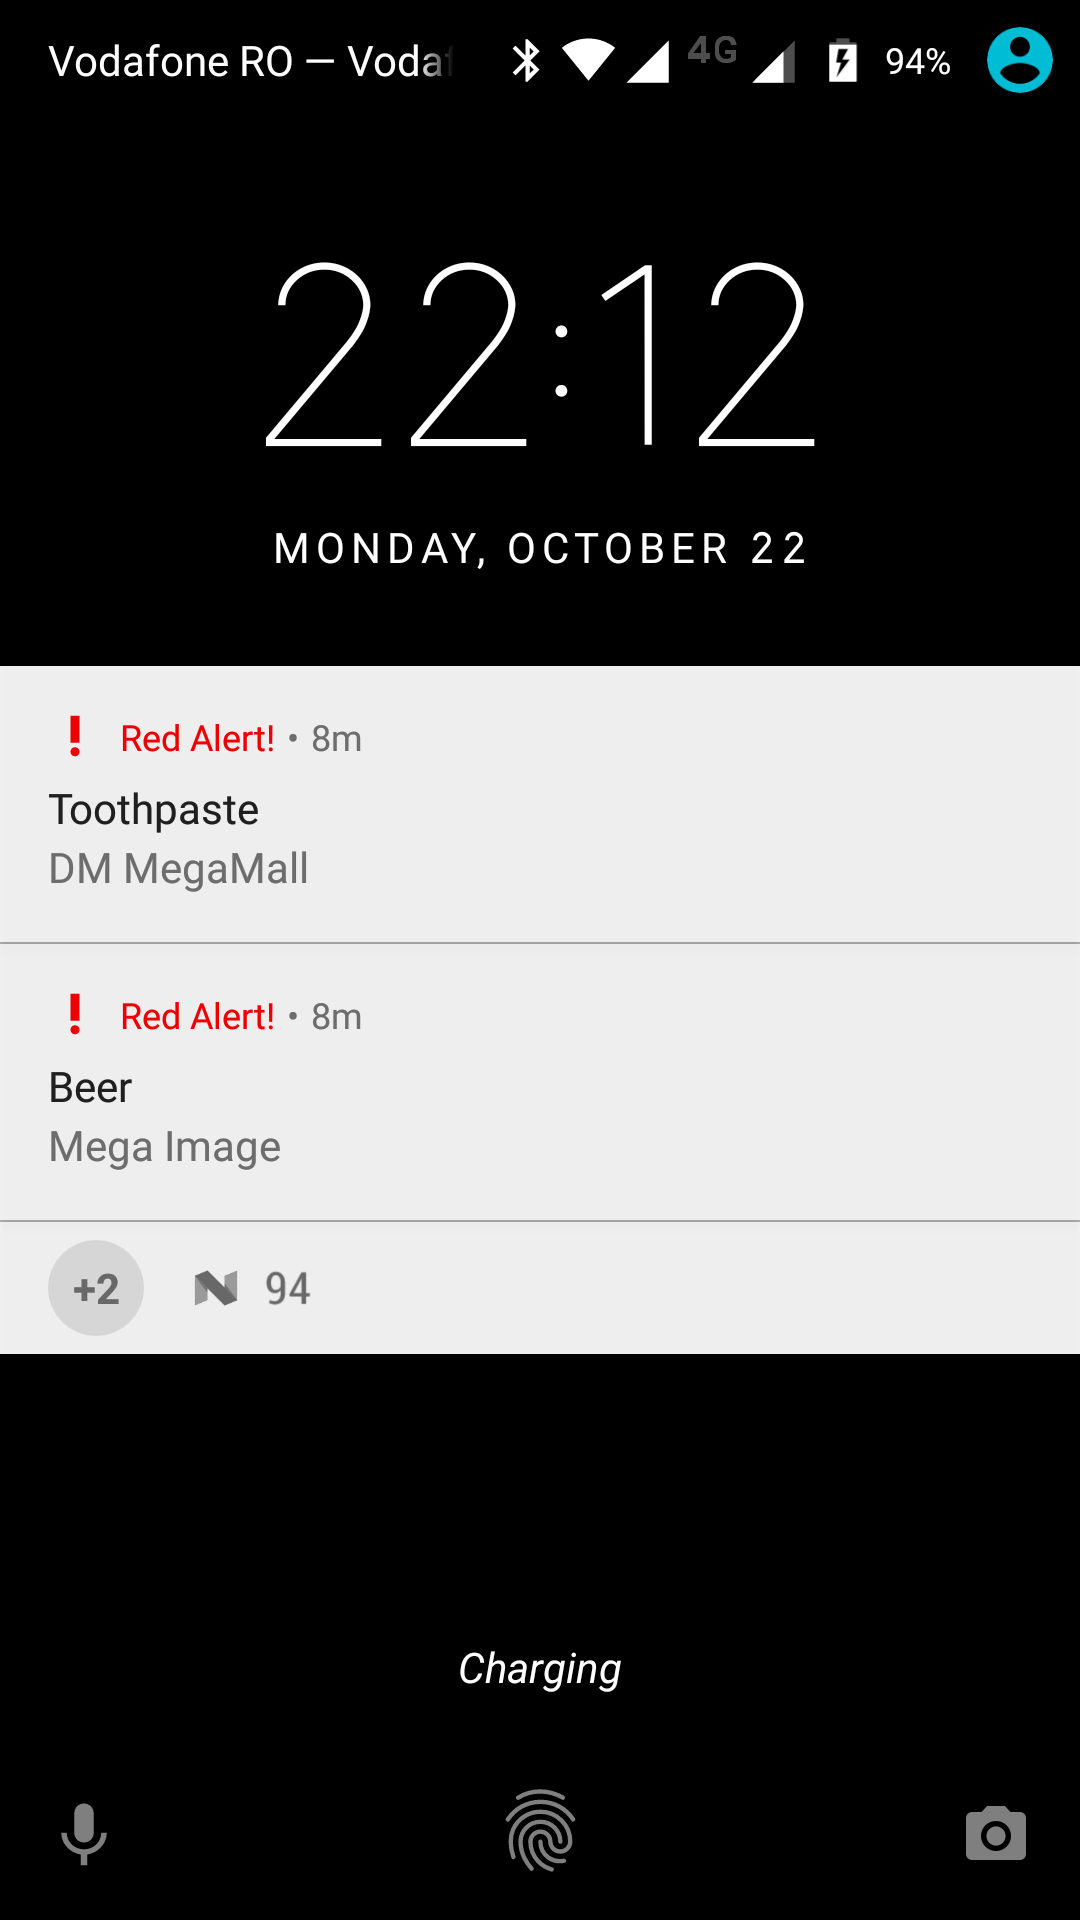 Vodafone RO — Vodaf
4G
94%
22:12
MONDAY, OCTOBER 22
Red Alert! • 8m
Toothpaste
DM MegaMall
Red Alert! • 8m
Beer
Mega Image
+2
94
Charging